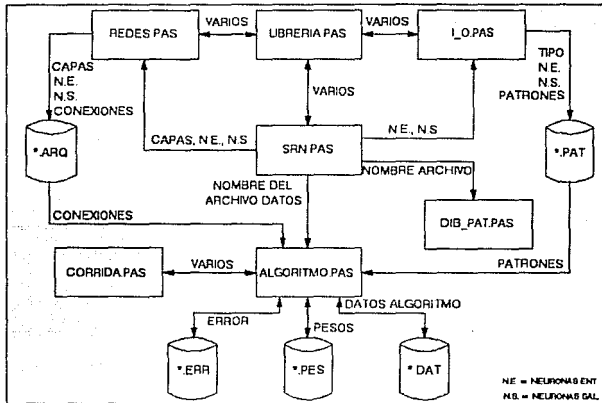 REDES.PAS
VARIOS
LIBRERIA.PAS
VARIOS
I_O.PAS
CAPAS
N.E.
N.S.
CONEXIONES
VARIOS
TIPO
N.E.
N.S.
PATRONES
*.ARQ
CAPAS, N.E., N.S
SRN.PAS
N.E., N.S
*.PAT
NOMBRE DEL
ARCHIVO DATOS
NOMBRE ARCHIVO
DIB_PAT.PAS
CONEXIONES
CORRIDA.PAS
VARIOS
ALGORITMO.PAS
PATRONES
ERROR
PESOS
DATOS ALGORITMO
*.ERR
*.PES
*.DAT
N.E = NEURONAS ENT
N.S. = NEURONAS SAL.